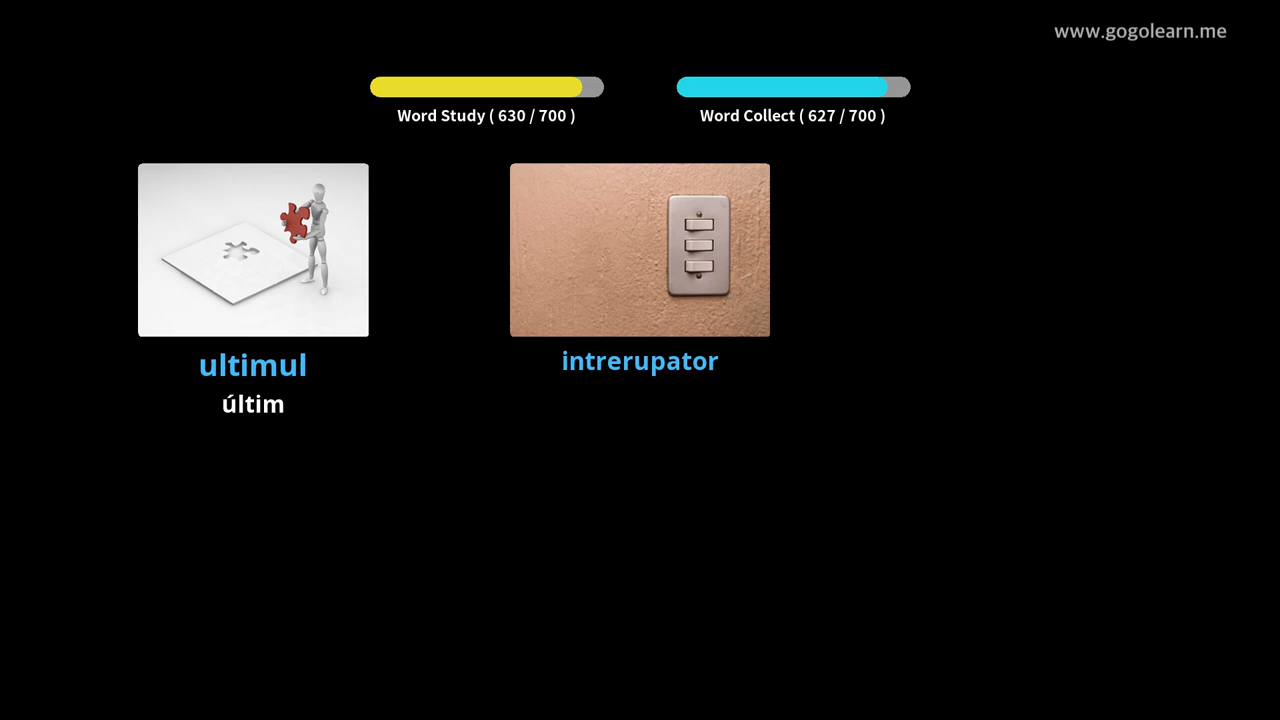 www.gogolearn.me
Word Study ( 630 / 700 )
Word Collect ( 627 / 700 )
ultimul
últim
intrerupator